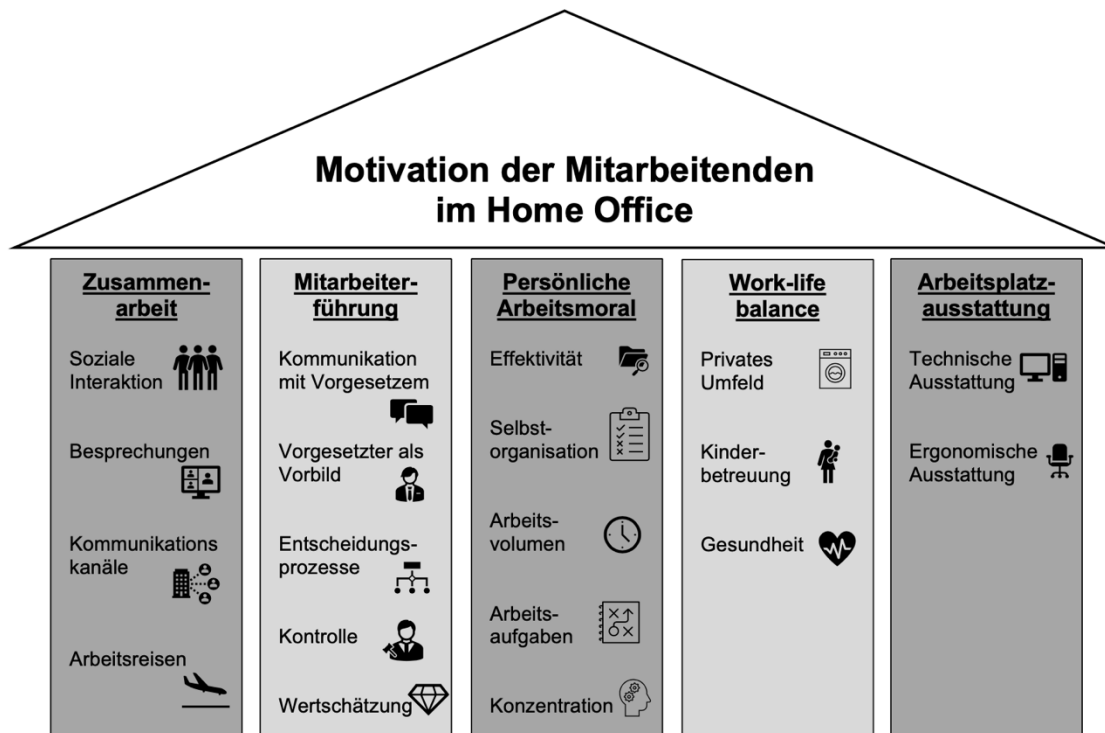 Motivation der Mitarbeitenden
im Home Office
Zusammen-
arbeit
Soziale
Interaktion
Besprechungen
Kommunikations
kanäle
Arbeitsreisen
Mitarbeiter-
führung
Kommunikation
mit Vorgesetzem
Vorgesetzter als
Vorbild
Entscheidungs-
prozesse
Kontrolle
Wertschätzung
Persönliche
Arbeitsmoral
Effektivität
Selbst-
organisation
Arbeits-
volumen
Arbeits-
aufgaben
Konzentration
Work-life
balance
Privates
Umfeld
Kinder-
betreuung
Gesundheit
Arbeitsplatz-
ausstattung
Technische
Ausstattung
Ergonomische
Ausstattung